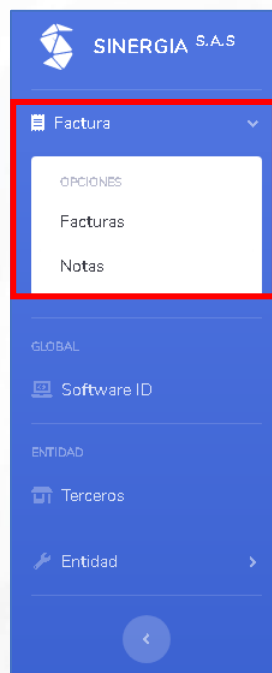 SINERGIA S.A.S
Factura
OPCIONES
Facturas
Notas
GLOBAL
Software ID
ENTIDAD
Terceros
Entidad